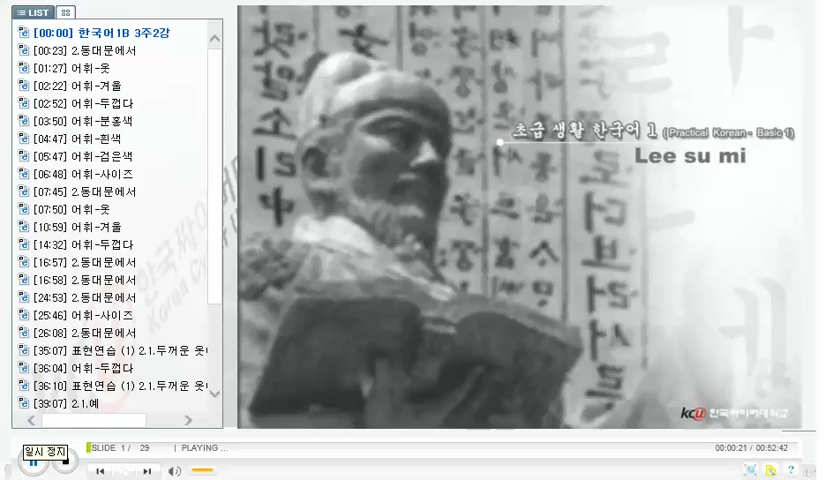 LIST
[00:00] 한국어1B 3주2강
[00:23] 2.동대문에서
[01:27] 어휘-옷
[02:22] 어휘-겨울
[02:52] 어휘-두껍다
[03:50] 어휘-분홍색
[04:47] 어휘-흰색
[05:47] 어휘-검은색
[06:48] 어휘-사이즈
[07:45] 2.동대문에서
[07:50] 어휘-옷
[10:59] 어휘-겨울
[14:32] 어휘-두껍다
[16:57] 2.동대문에서
[16:58] 2.동대문에서
[24:53] 2.동대문에서
[25:46] 어휘-사이즈
[26:08] 2.동대문에서
[35:07] 표현연습 (1) 2.1.두꺼운 옷
[36:04] 어휘-두껍다
[36:10] 표현연습 (1) 2.1.두꺼운 옷
[39:07] 2.1.예
초급 생활 한국어 1 (Practical Korean - Basic 1)
Lee su mi
kcu 한국싸이버대학교
일시 정지
SLIDE 1 / 29 | PLAYING ...
00:00:21 / 00:52:42